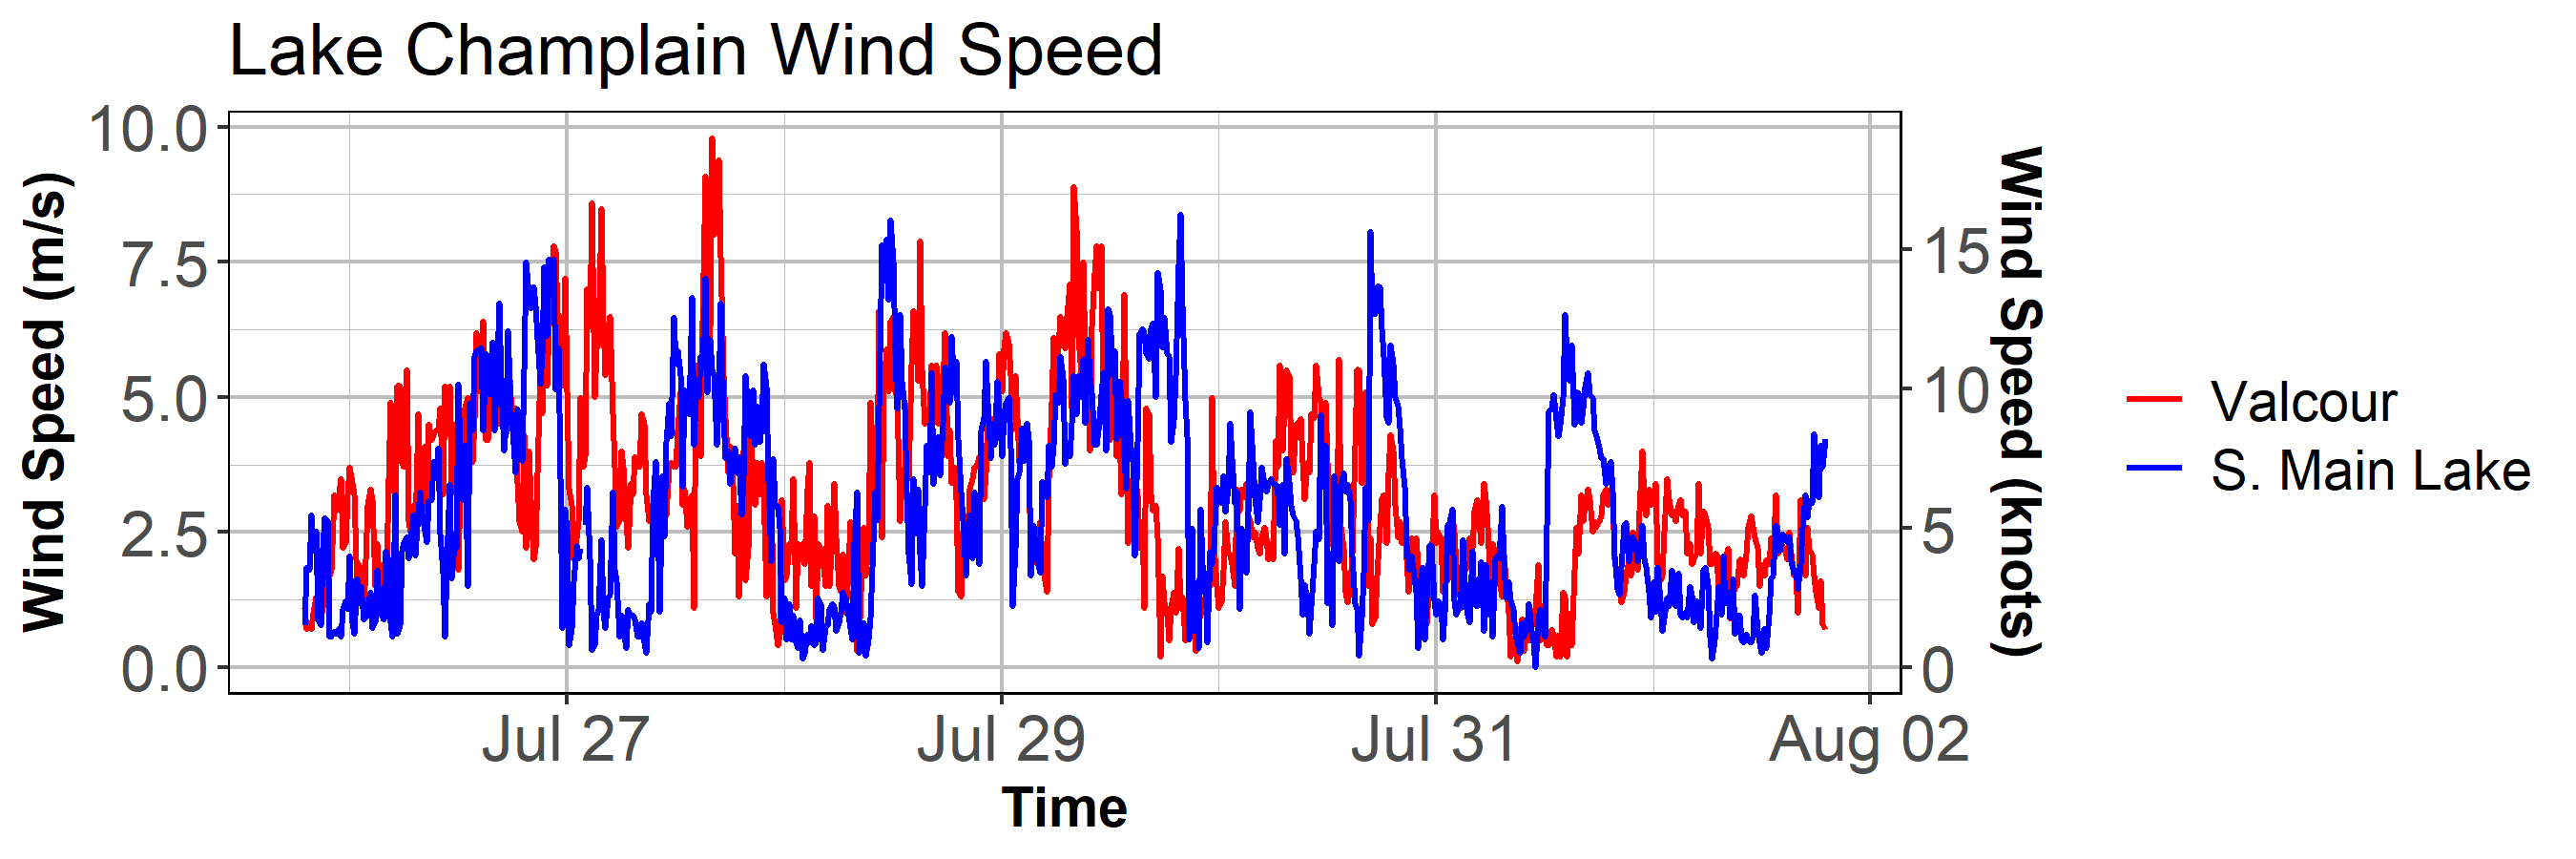 Lake Champlain Wind Speed
Wind Speed (m/s)
10.0
7.5
5.0
2.5
0.0
15
10
5
0
Wind Speed (knots)
Jul 27
Jul 29
Jul 31
Aug 02
Time
Valcour
S. Main Lake